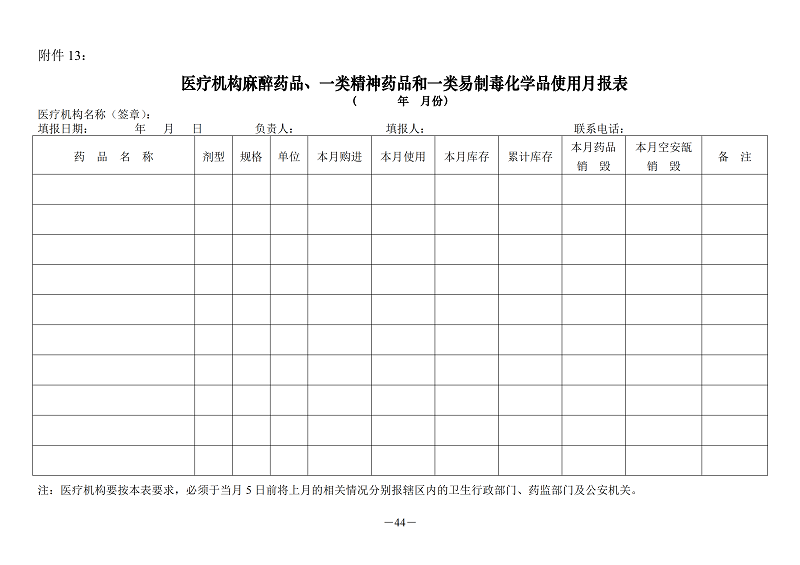 附件 13：
医疗机构麻醉药品、一类精神药品和一类易制毒化学品使用月报表
（ 年 月份）
医疗机构名称（签章）：
填报日期： 年 月 日 负责人： 填报人： 联系电话：
药 品 名 称 剂型 规格 单位 本月购进 本月使用 本月库存 累计库存 本月药品销 毁 本月空安瓿销 毁 备 注
注：医疗机构要按本表要求，必须于当月 5 日前将上月的相关情况分别报辖区内的卫生行政部门、药监部门及公安机关。
－44－